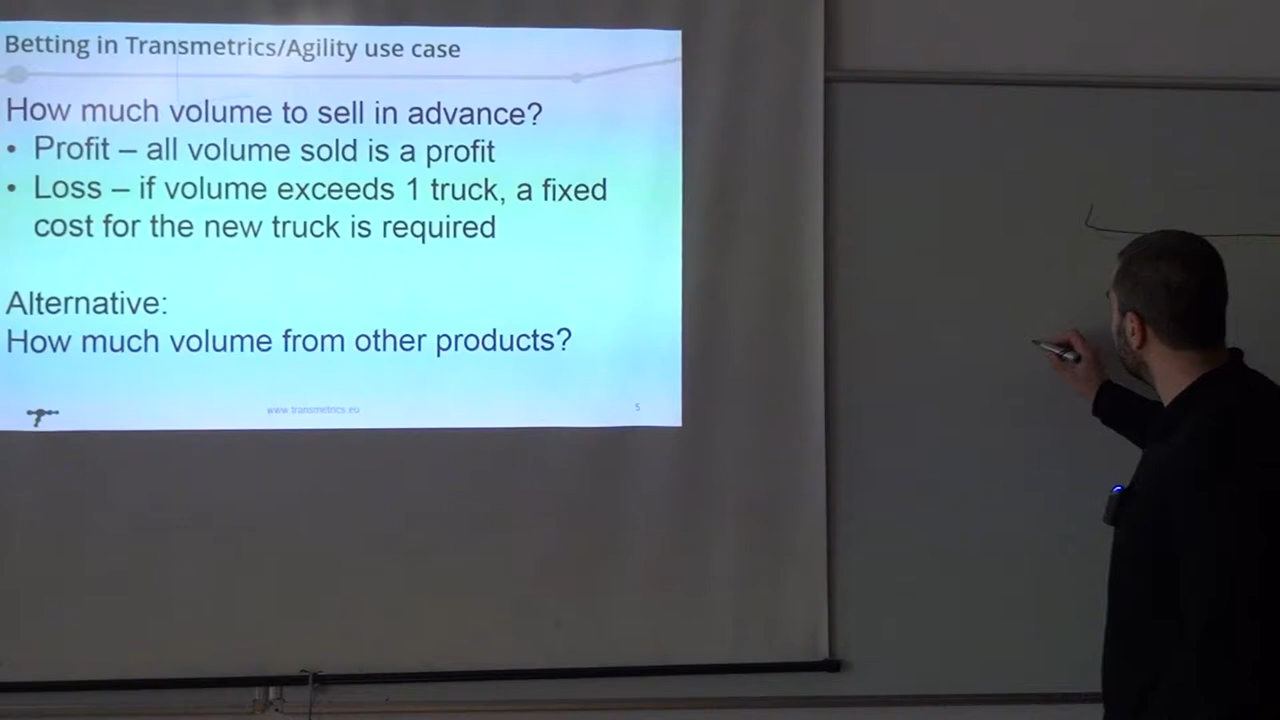 Betting in Transmetrics/Agility use case
How much volume to sell in advance?
• Profit – all volume sold is a profit
• Loss – if volume exceeds 1 truck, a fixed
cost for the new truck is required
Alternative:
How much volume from other products?
www.transmetrics.eu
5